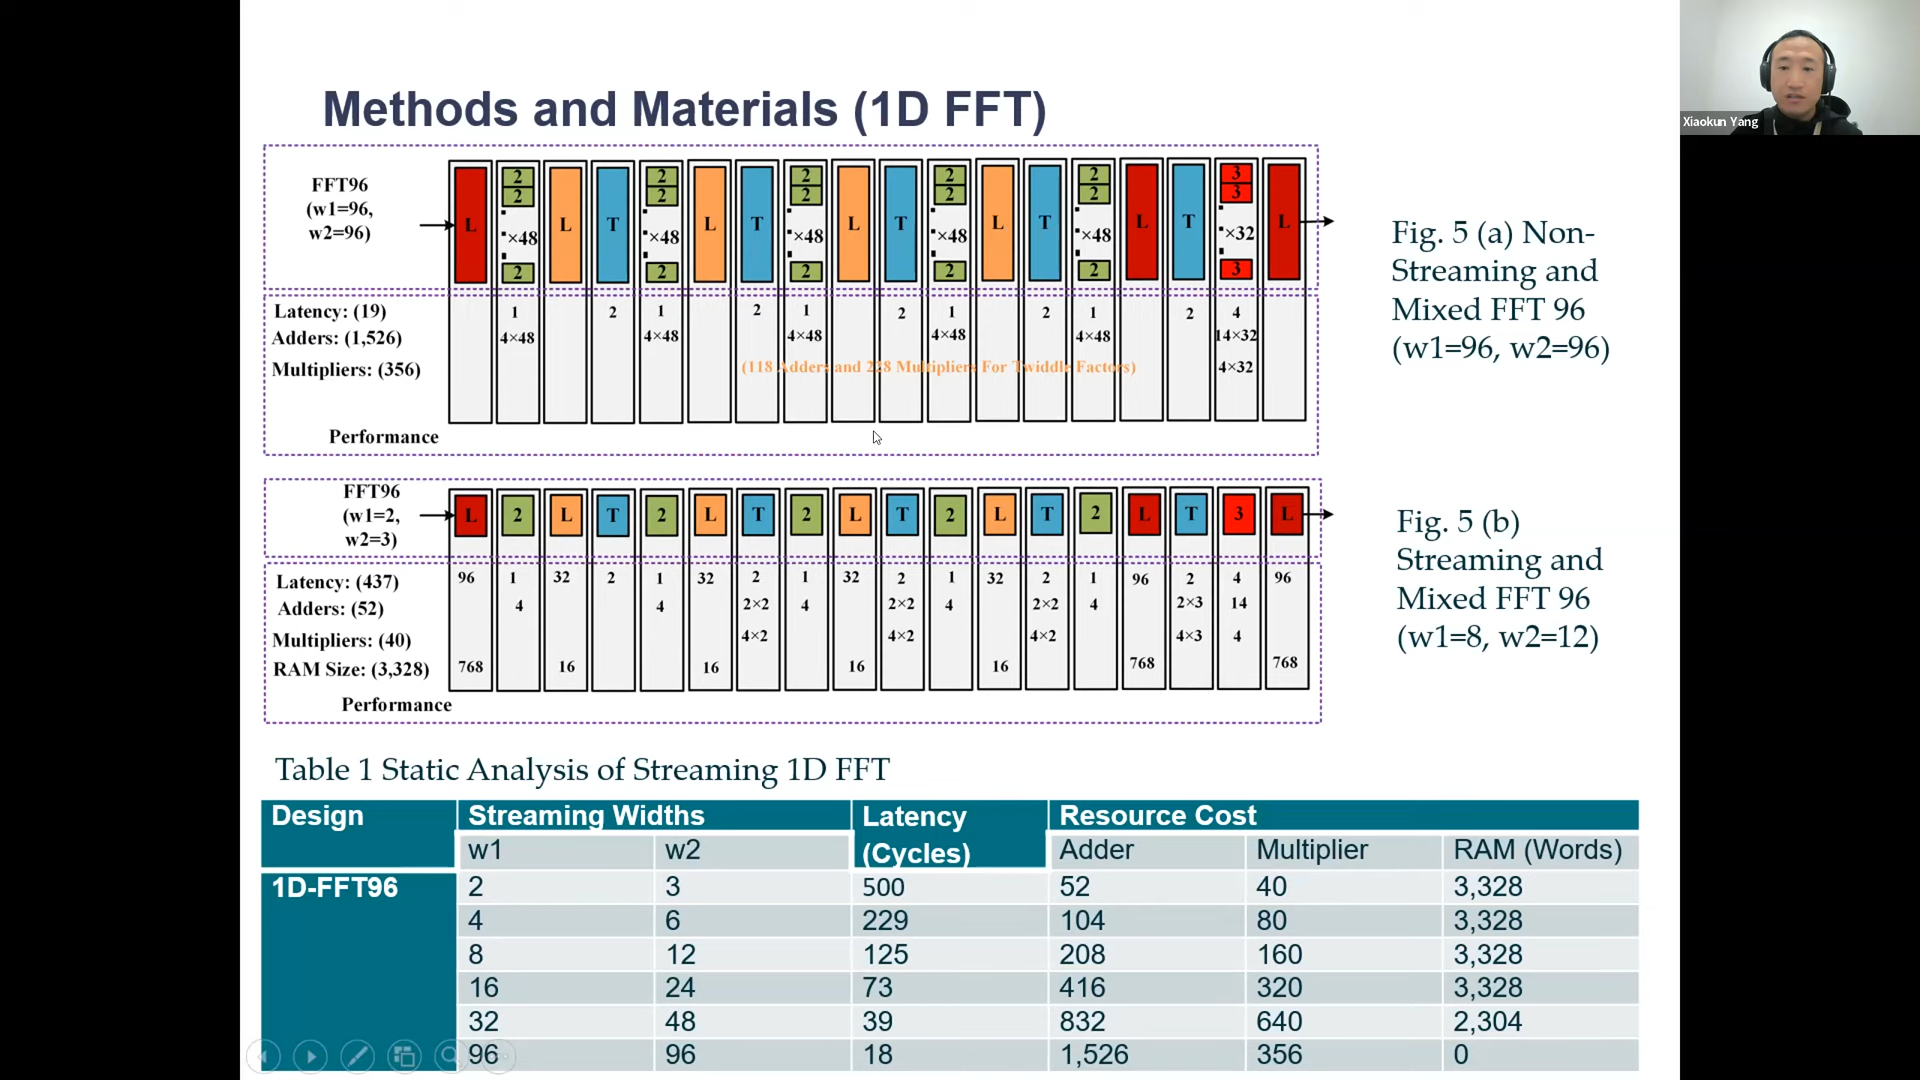 Methods and Materials (1D FFT)
Xiaokun Yang
FFT96
(w1=96,
w2=96)
L 2 L T 2 L T 2 L T 2 L T 2 L T 3 L
2 2 2 2 2 3
×48 ×48 ×48 ×48 ×48 ×32
2 2 2 2 2 3
Latency: (19) 1 2 1 2 1 2 1 2 1 2 4
Adders: (1,526) 4×48 4×48 4×48 4×48 4×48 14×32
Multipliers: (356) (118 Adders and 228 Multipliers For Twiddle Factors) 4×32
Performance
Fig. 5 (a) Non-
Streaming and
Mixed FFT 96
(w1=96, w2=96)
FFT96
(w1=2,
w2=3)
L 2 L T 2 L T 2 L T 2 L T 2 L T 3 L
Latency: (437) 96 1 32 2 1 32 2 1 32 2 1 32 2 1 96 2 4 96
Adders: (52) 4 4 2×2 4 2×2 4 2×2 4 2×3 14
Multipliers: (40) 4×2 4×2 4×2 4×3 4
RAM Size: (3,328) 768 16 16 16 16 768 768
Performance
Fig. 5 (b)
Streaming and
Mixed FFT 96
(w1=8, w2=12)
Table 1 Static Analysis of Streaming 1D FFT
Design Streaming Widths Latency (Cycles) Resource Cost
w1 w2 Adder Multiplier RAM (Words)
1D-FFT96 2 3 500 52 40 3,328
4 6 229 104 80 3,328
8 12 125 208 160 3,328
16 24 73 416 320 3,328
32 48 39 832 640 2,304
96 96 18 1,526 356 0